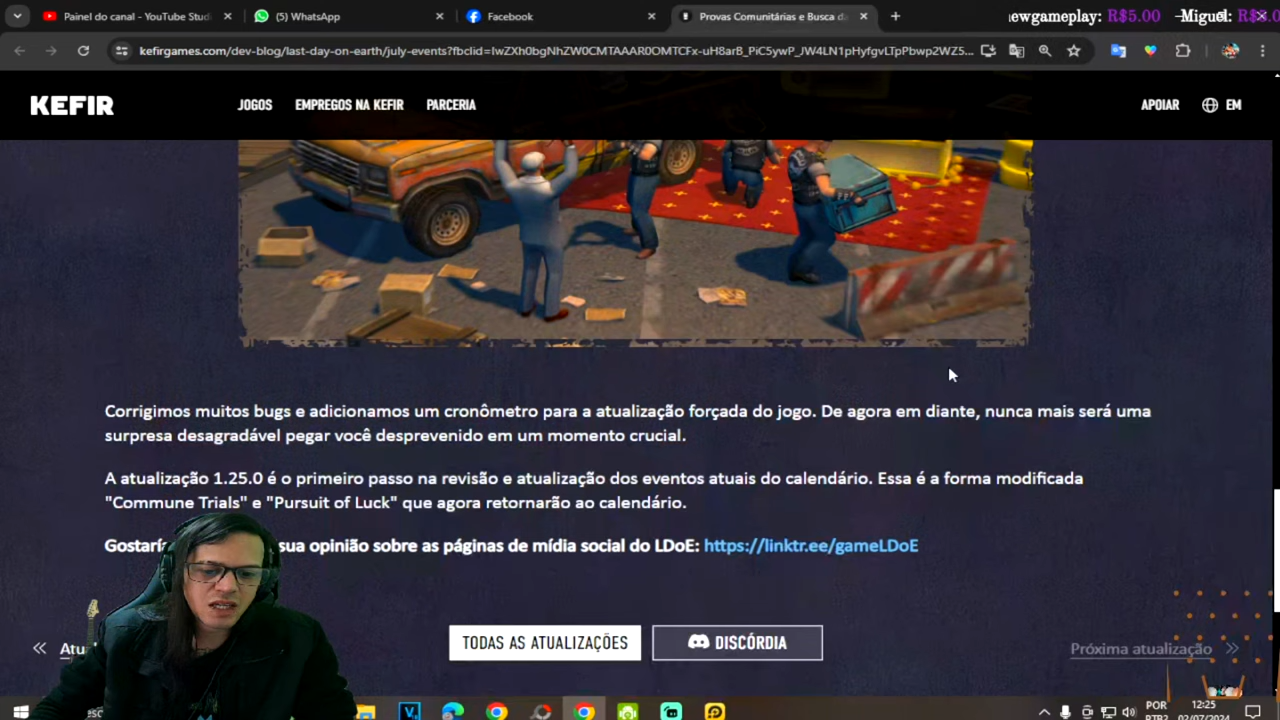 Painel do canal - YouTube Stud
(5) WhatsApp
Facebook
Provas Comunitárias e Busca da
ewgameplay: R$5.00
Miguel: R$
kefirgames.com/dev-blog/last-day-on-earth/july-events?fbclid=IwZXh0bgNhZW0CMTAAAR0OMTCFx-uH8arB_PiC5ywP_JW4LN1pHyfgvLTpPbwp2WZ5...
KEFIR
JOGOS
EMPREGOS NA KEFIR
PARCERIA
APOIAR
EM
Corrigimos muitos bugs e adicionamos um cronômetro para a atualização forçada do jogo. De agora em diante, nunca mais será uma
surpresa desagradável pegar você desprevenido em um momento crucial.
A atualização 1.25.0 é o primeiro passo na revisão e atualização dos eventos atuais do calendário. Essa é a forma modificada
"Commune Trials" e "Pursuit of Luck" que agora retornarão ao calendário.
sua opinião sobre as páginas de mídia social do LDoE: https://linktr.ee/gameLDoE
TODAS AS ATUALIZAÇÕES
DISCÓRDIA
Próxima atualização
POR
PTB2
12:25
02/07/2024